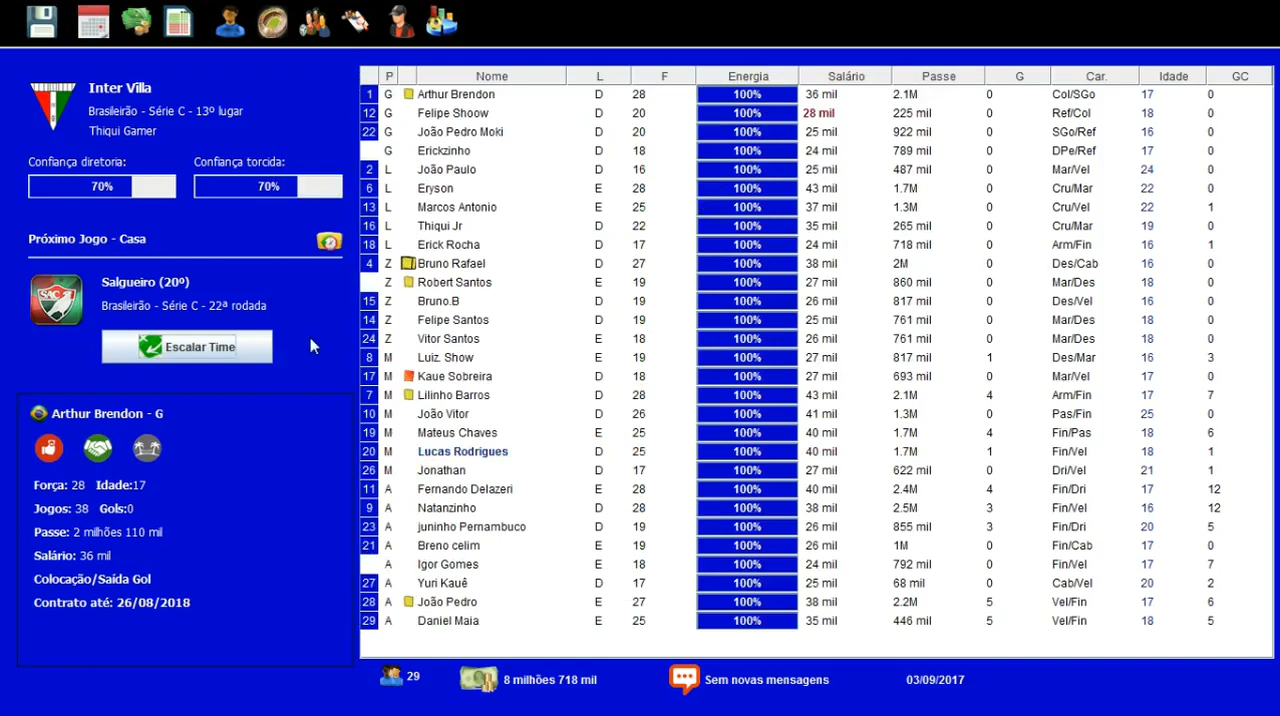 Inter Villa
Brasileirão - Série C - 13º lugar
Thiqui Gamer
Confiança diretoria: Confiança torcida:
70% 70%
Próximo Jogo - Casa
Salgueiro (20º)
Brasileirão - Série C - 22ª rodada
Escalar Time
Arthur Brendon - G
Força: 28 Idade:17
Jogos: 38 Gols:0
Passe: 2 milhões 110 mil
Salário: 36 mil
Colocação/Saída Gol
Contrato até: 26/08/2018
P Nome L F Energia Salário Passe G Car. Idade GC
1 G Arthur Brendon D 28 100% 36 mil 2.1M 0 Col/SGo 17 0
12 G Felipe Shoow D 20 100% 28 mil 225 mil 0 Ref/Col 18 0
22 G João Pedro Moki D 20 100% 25 mil 922 mil 0 SGo/Ref 16 0
G Erickzinho D 18 100% 24 mil 789 mil 0 DPe/Ref 17 0
2 L João Paulo D 16 100% 25 mil 487 mil 0 Mar/Vel 24 0
6 L Eryson E 28 100% 43 mil 1.7M 0 Cru/Mar 22 0
13 L Marcos Antonio E 25 100% 37 mil 1.3M 0 Cru/Vel 22 1
16 L Thiqui Jr D 22 100% 35 mil 265 mil 0 Cru/Mar 19 0
18 L Erick Rocha D 17 100% 24 mil 718 mil 0 Arm/Fin 16 1
4 Z Bruno Rafael D 27 100% 38 mil 2M 0 Des/Cab 16 0
Z Robert Santos D 19 100% 27 mil 860 mil 0 Mar/Des 18 0
15 Z Bruno.B D 19 100% 26 mil 817 mil 0 Des/Vel 16 0
14 Z Felipe Santos D 19 100% 25 mil 761 mil 0 Mar/Des 16 0
24 Z Vitor Santos E 18 100% 26 mil 761 mil 0 Mar/Des 18 0
8 M Luiz. Show E 19 100% 27 mil 817 mil 1 Des/Mar 16 3
17 M Kaue Sobreira D 18 100% 27 mil 693 mil 0 Mar/Vel 17 0
7 M Lilinho Barros D 28 100% 43 mil 2.1M 4 Arm/Fin 17 7
10 M João Vitor D 26 100% 41 mil 1.3M 0 Pas/Fin 25 0
19 M Mateus Chaves E 25 100% 40 mil 1.7M 4 Fin/Pas 18 6
20 M Lucas Rodrigues D 25 100% 40 mil 1.7M 1 Fin/Vel 18 1
26 M Jonathan D 17 100% 27 mil 622 mil 0 Dri/Vel 21 1
11 A Fernando Delazeri E 28 100% 40 mil 2.4M 4 Fin/Dri 17 12
9 A Natanzinho D 28 100% 38 mil 2.5M 3 Fin/Vel 16 12
23 A juninho Pernambuco D 19 100% 26 mil 855 mil 3 Fin/Dri 20 5
21 A Breno celim E 19 100% 26 mil 1M 0 Fin/Cab 17 0
A Igor Gomes E 18 100% 24 mil 792 mil 0 Fin/Vel 17 7
27 A Yuri Kauê D 17 100% 25 mil 68 mil 0 Cab/Vel 20 2
28 A João Pedro E 27 100% 38 mil 2.2M 5 Vel/Fin 17 6
29 A Daniel Maia E 25 100% 35 mil 446 mil 5 Vel/Fin 18 5
29 8 milhões 718 mil Sem novas mensagens 03/09/2017